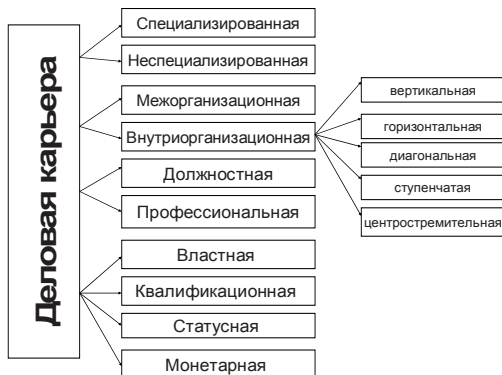 Деловая карьера
Специализированная
Неспециализированная
Межорганизационная
Внутриорганизационная
вертикальная
горизонтальная
диагональная
ступенчатая
центростремительная
Должностная
Профессиональная
Властная
Квалификационная
Статусная
Монетарная